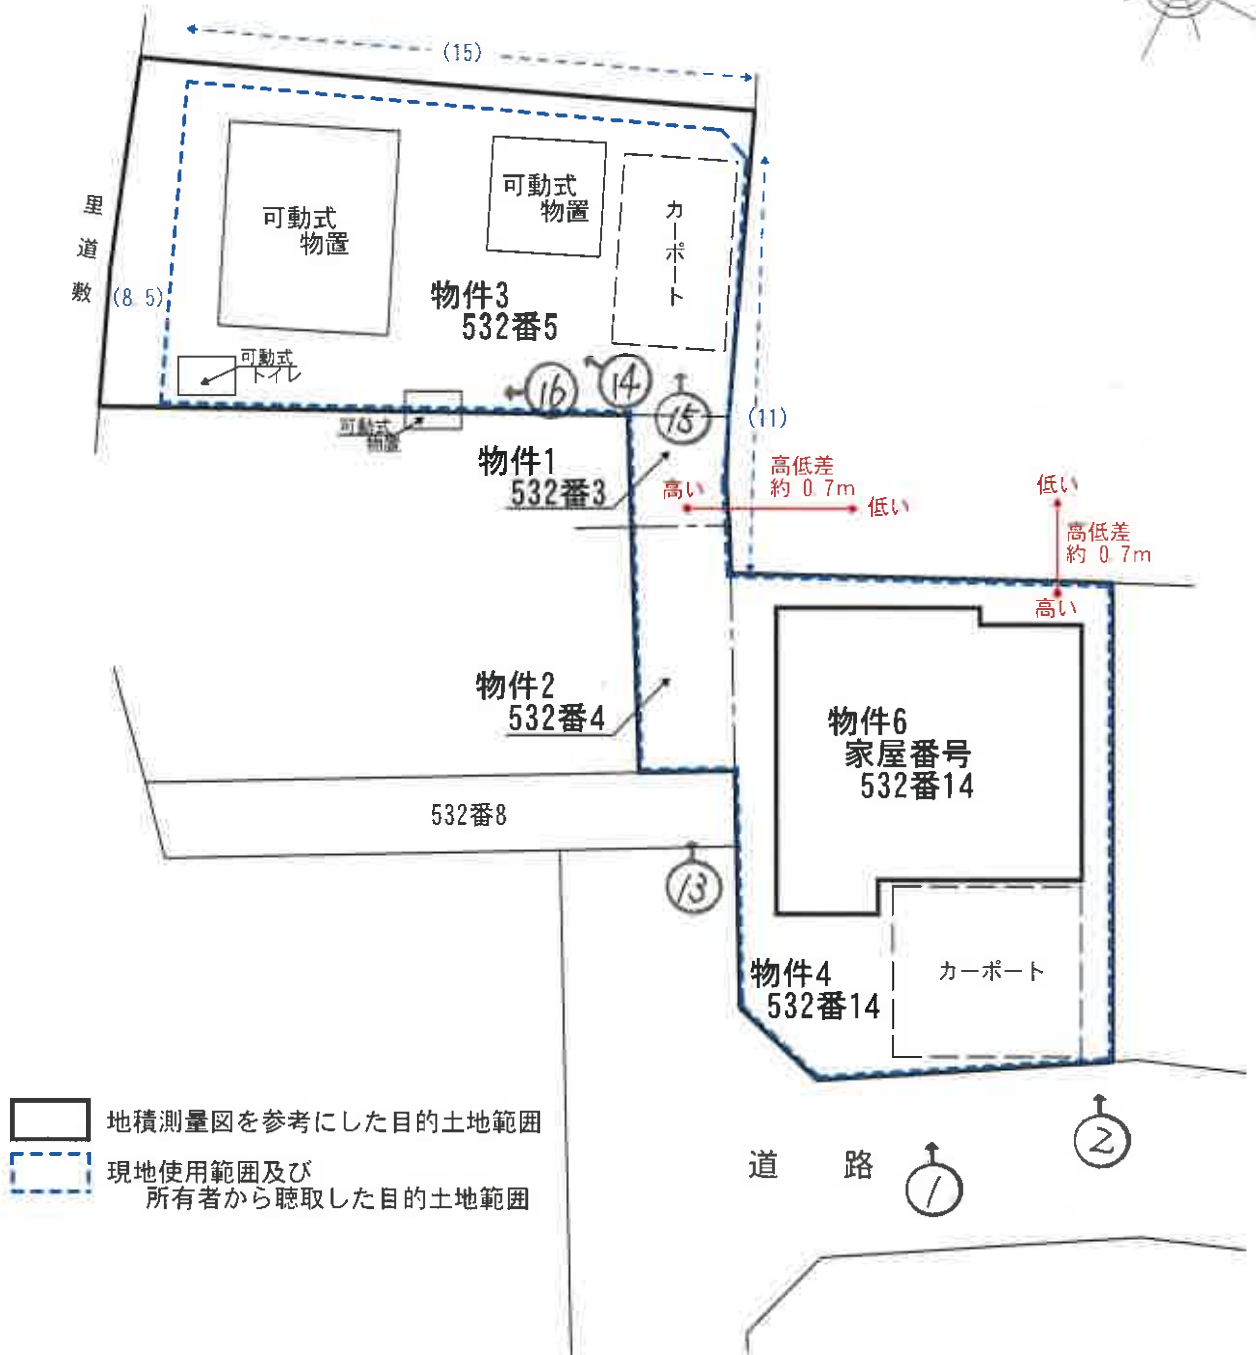 (15)
里
道
敷
(8.5)
可動式
物置
可動式
物置
カーポート
物件3
532番5
可動式
トイレ
可動式
物置
16
14
15
(11)
物件1
532番3
高い
高低差
約 0.7m
低い
低い
高低差
約 0.7m
高い
物件2
532番4
物件6
家屋番号
532番14
532番8
13
物件4
532番14
カーポート
地積測量図を参考にした目的土地範囲
現地使用範囲及び
所有者から聴取した目的土地範囲
道 路
1
2